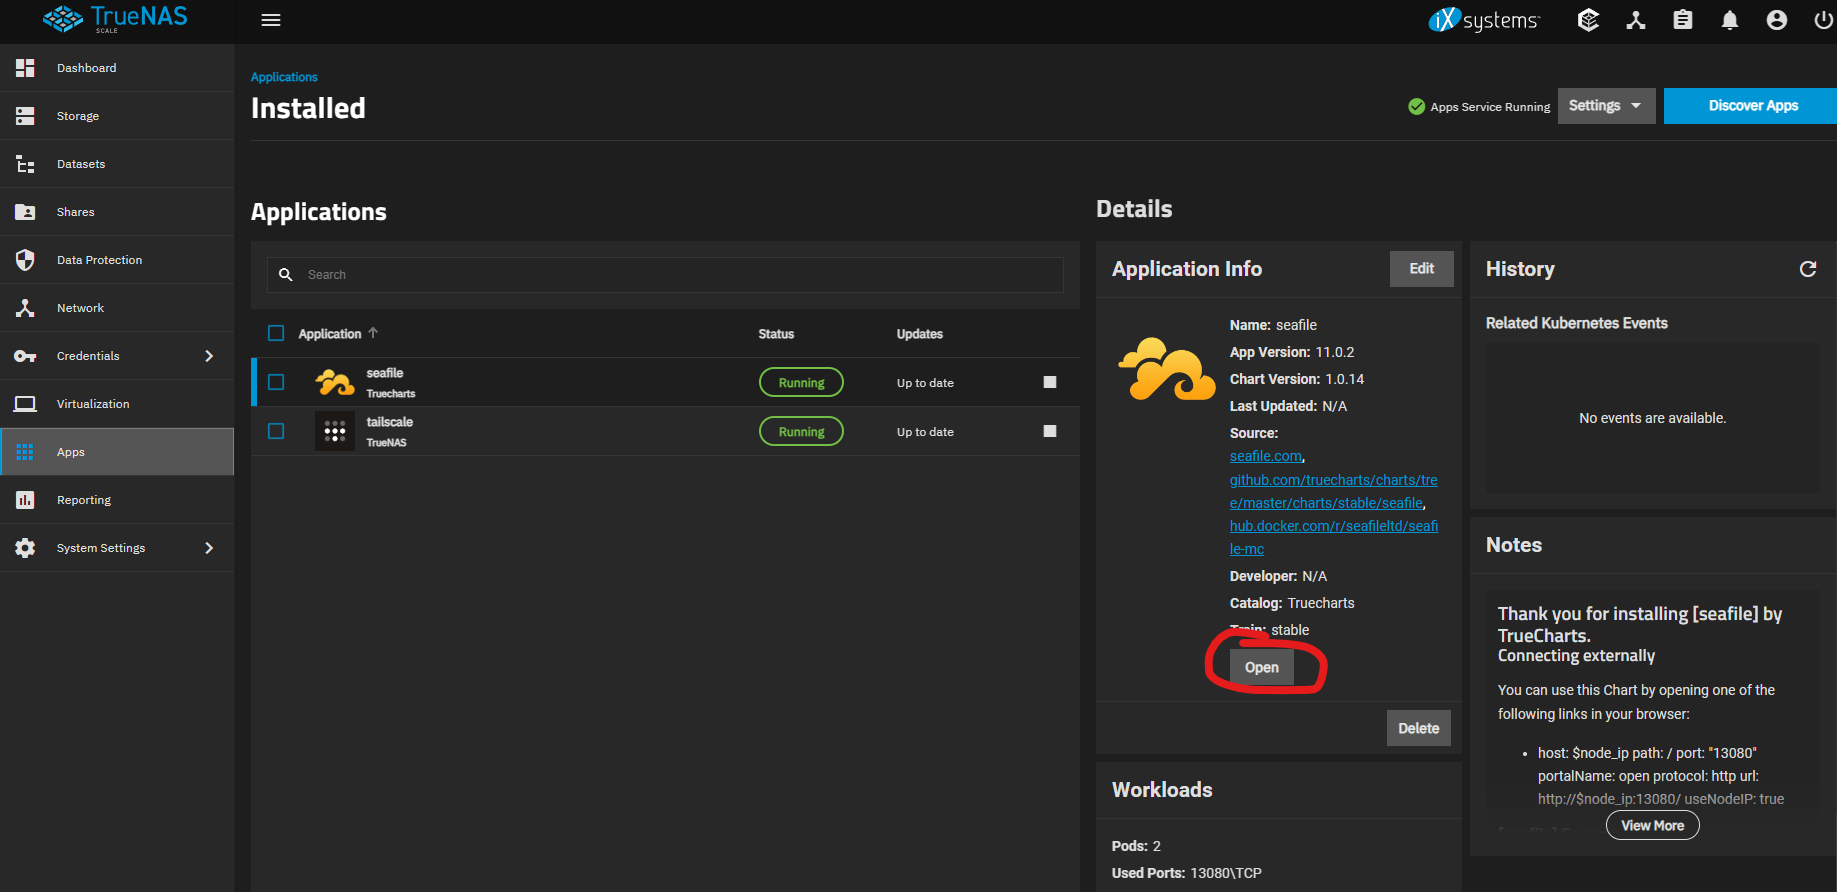 TrueNAS
SCALE
iXsystems
Dashboard
Storage
Datasets
Shares
Data Protection
Network
Credentials
Virtualization
Apps
Reporting
System Settings
Applications
Installed
Apps Service Running
Settings
Discover Apps
Applications
Search
Application
Status
Updates
seafile
Truecharts
Running
Up to date
tailscale
TrueNAS
Running
Up to date
Details
Application Info
Edit
Name: seafile
App Version: 11.0.2
Chart Version: 1.0.14
Last Updated: N/A
Source:
seafile.com,
github.com/truecharts/charts/tre
e/master/charts/stable/seafile,
hub.docker.com/r/seafileltd/seafi
le-mc
Developer: N/A
Catalog: Truecharts
Train: stable
Open
Delete
Workloads
Pods: 2
Used Ports: 13080\TCP
History
Related Kubernetes Events
No events are available.
Notes
Thank you for installing [seafile] by
TrueCharts.
Connecting externally
You can use this Chart by opening one of the
following links in your browser:
• host: $node_ip path: / port: "13080"
portalName: open protocol: http url:
http://$node_ip:13080/ useNodeIP: true
View More